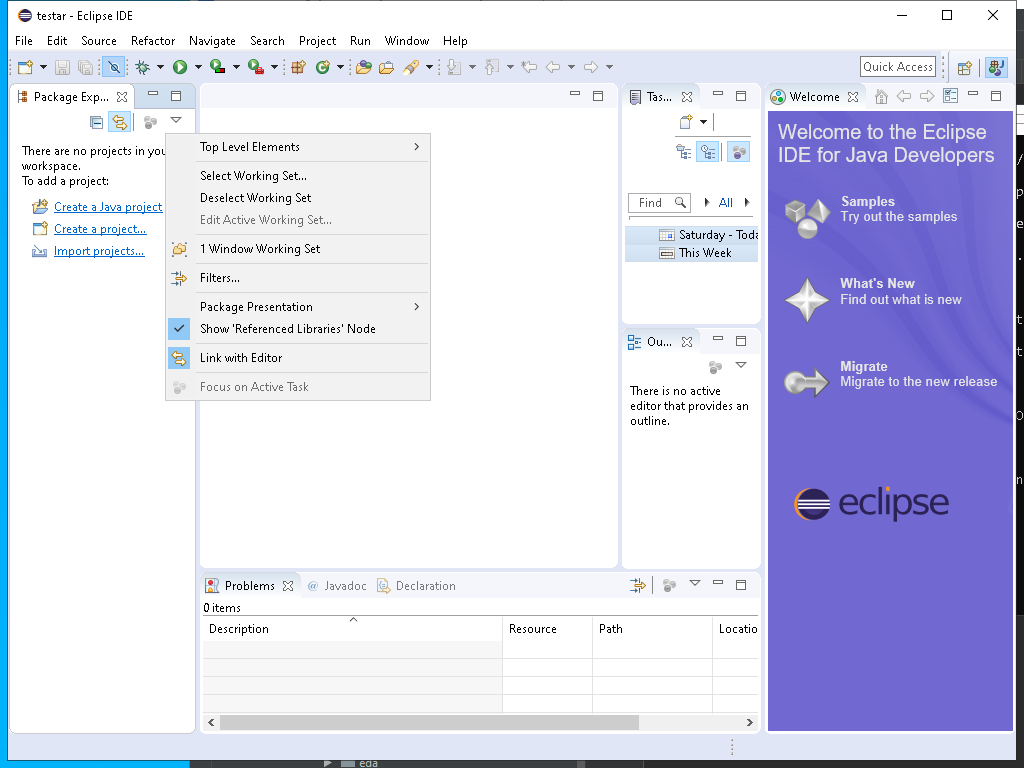 testar - Eclipse IDE
File Edit Source Refactor Navigate Search Project Run Window Help
Quick Access
Package Exp...
There are no projects in you
workspace.
To add a project:
Create a Java project
Create a project...
Import projects...
Top Level Elements
Select Working Set...
Deselect Working Set
Edit Active Working Set...
1 Window Working Set
Filters...
Package Presentation
Show 'Referenced Libraries' Node
Link with Editor
Focus on Active Task
Tas...
Find
All
Saturday - Toda
This Week
Ou...
There is no active
editor that provides an
outline.
Welcome
Welcome to the Eclipse
IDE for Java Developers
Samples
Try out the samples
What's New
Find out what is new
Migrate
Migrate to the new release
eclipse
Problems @ Javadoc Declaration
0 items
Description Resource Path Locatio
eda